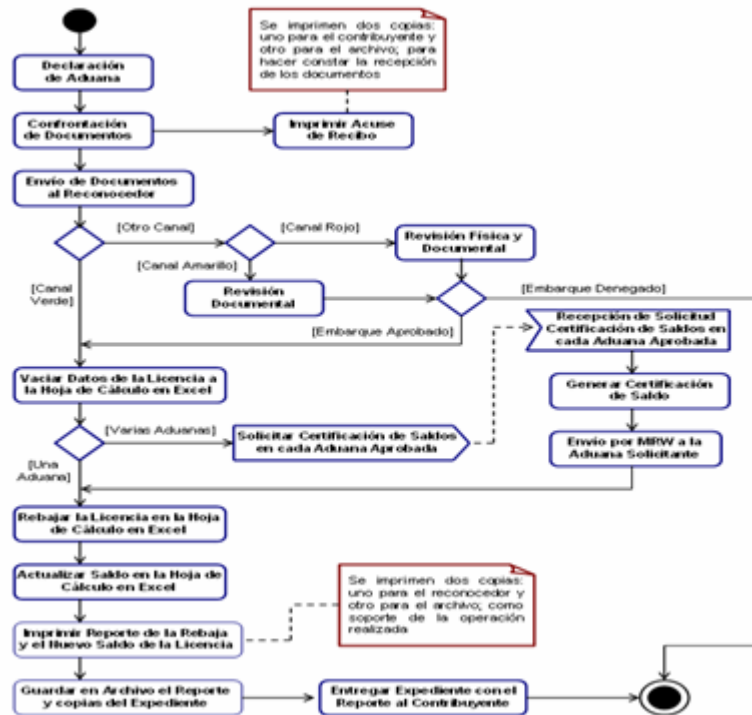 Se imprimen dos copias:
uno para el contribuyente y
otro para el archivo; para
hacer constar la recepción
de los documentos
Declaración
de Aduana
Confrontación
de Documentos
Imprimir Acuse
de Recibo
Envío de Documentos
al Reconocedor
[Otro Canal]
[Canal Rojo]
Revisión Física y
Documental
[Canal Amarillo]
[Canal
Verde]
Revisión
Documental
[Embarque Denegado]
[Embarque Aprobado]
Recepción de Solicitud
Certificación de Saldos en
cada Aduana Aprobada
Vaciar Datos de la Licencia a
la Hoja de Cálculo en Excel
Generar Certificación
de Saldo
[Varias Aduanas]
Solicitar Certificación de Saldos
en cada Aduana Aprobada
Envío por MRW a la
Aduana Solicitante
[Una
Aduana]
Rebajar la Licencia en la Hoja
de Cálculo en Excel
Actualizar Saldo en la Hoja de
Cálculo en Excel
Se imprimen dos copias:
uno para el reconocedor y
otro para el archivo; como
soporte de la operación
realizada
Imprimir Reporte de la Rebaja
y el Nuevo Saldo de la Licencia
Guardar en Archivo el Reporte
y copias del Expediente
Entregar Expediente con el
Reporte al Contribuyente